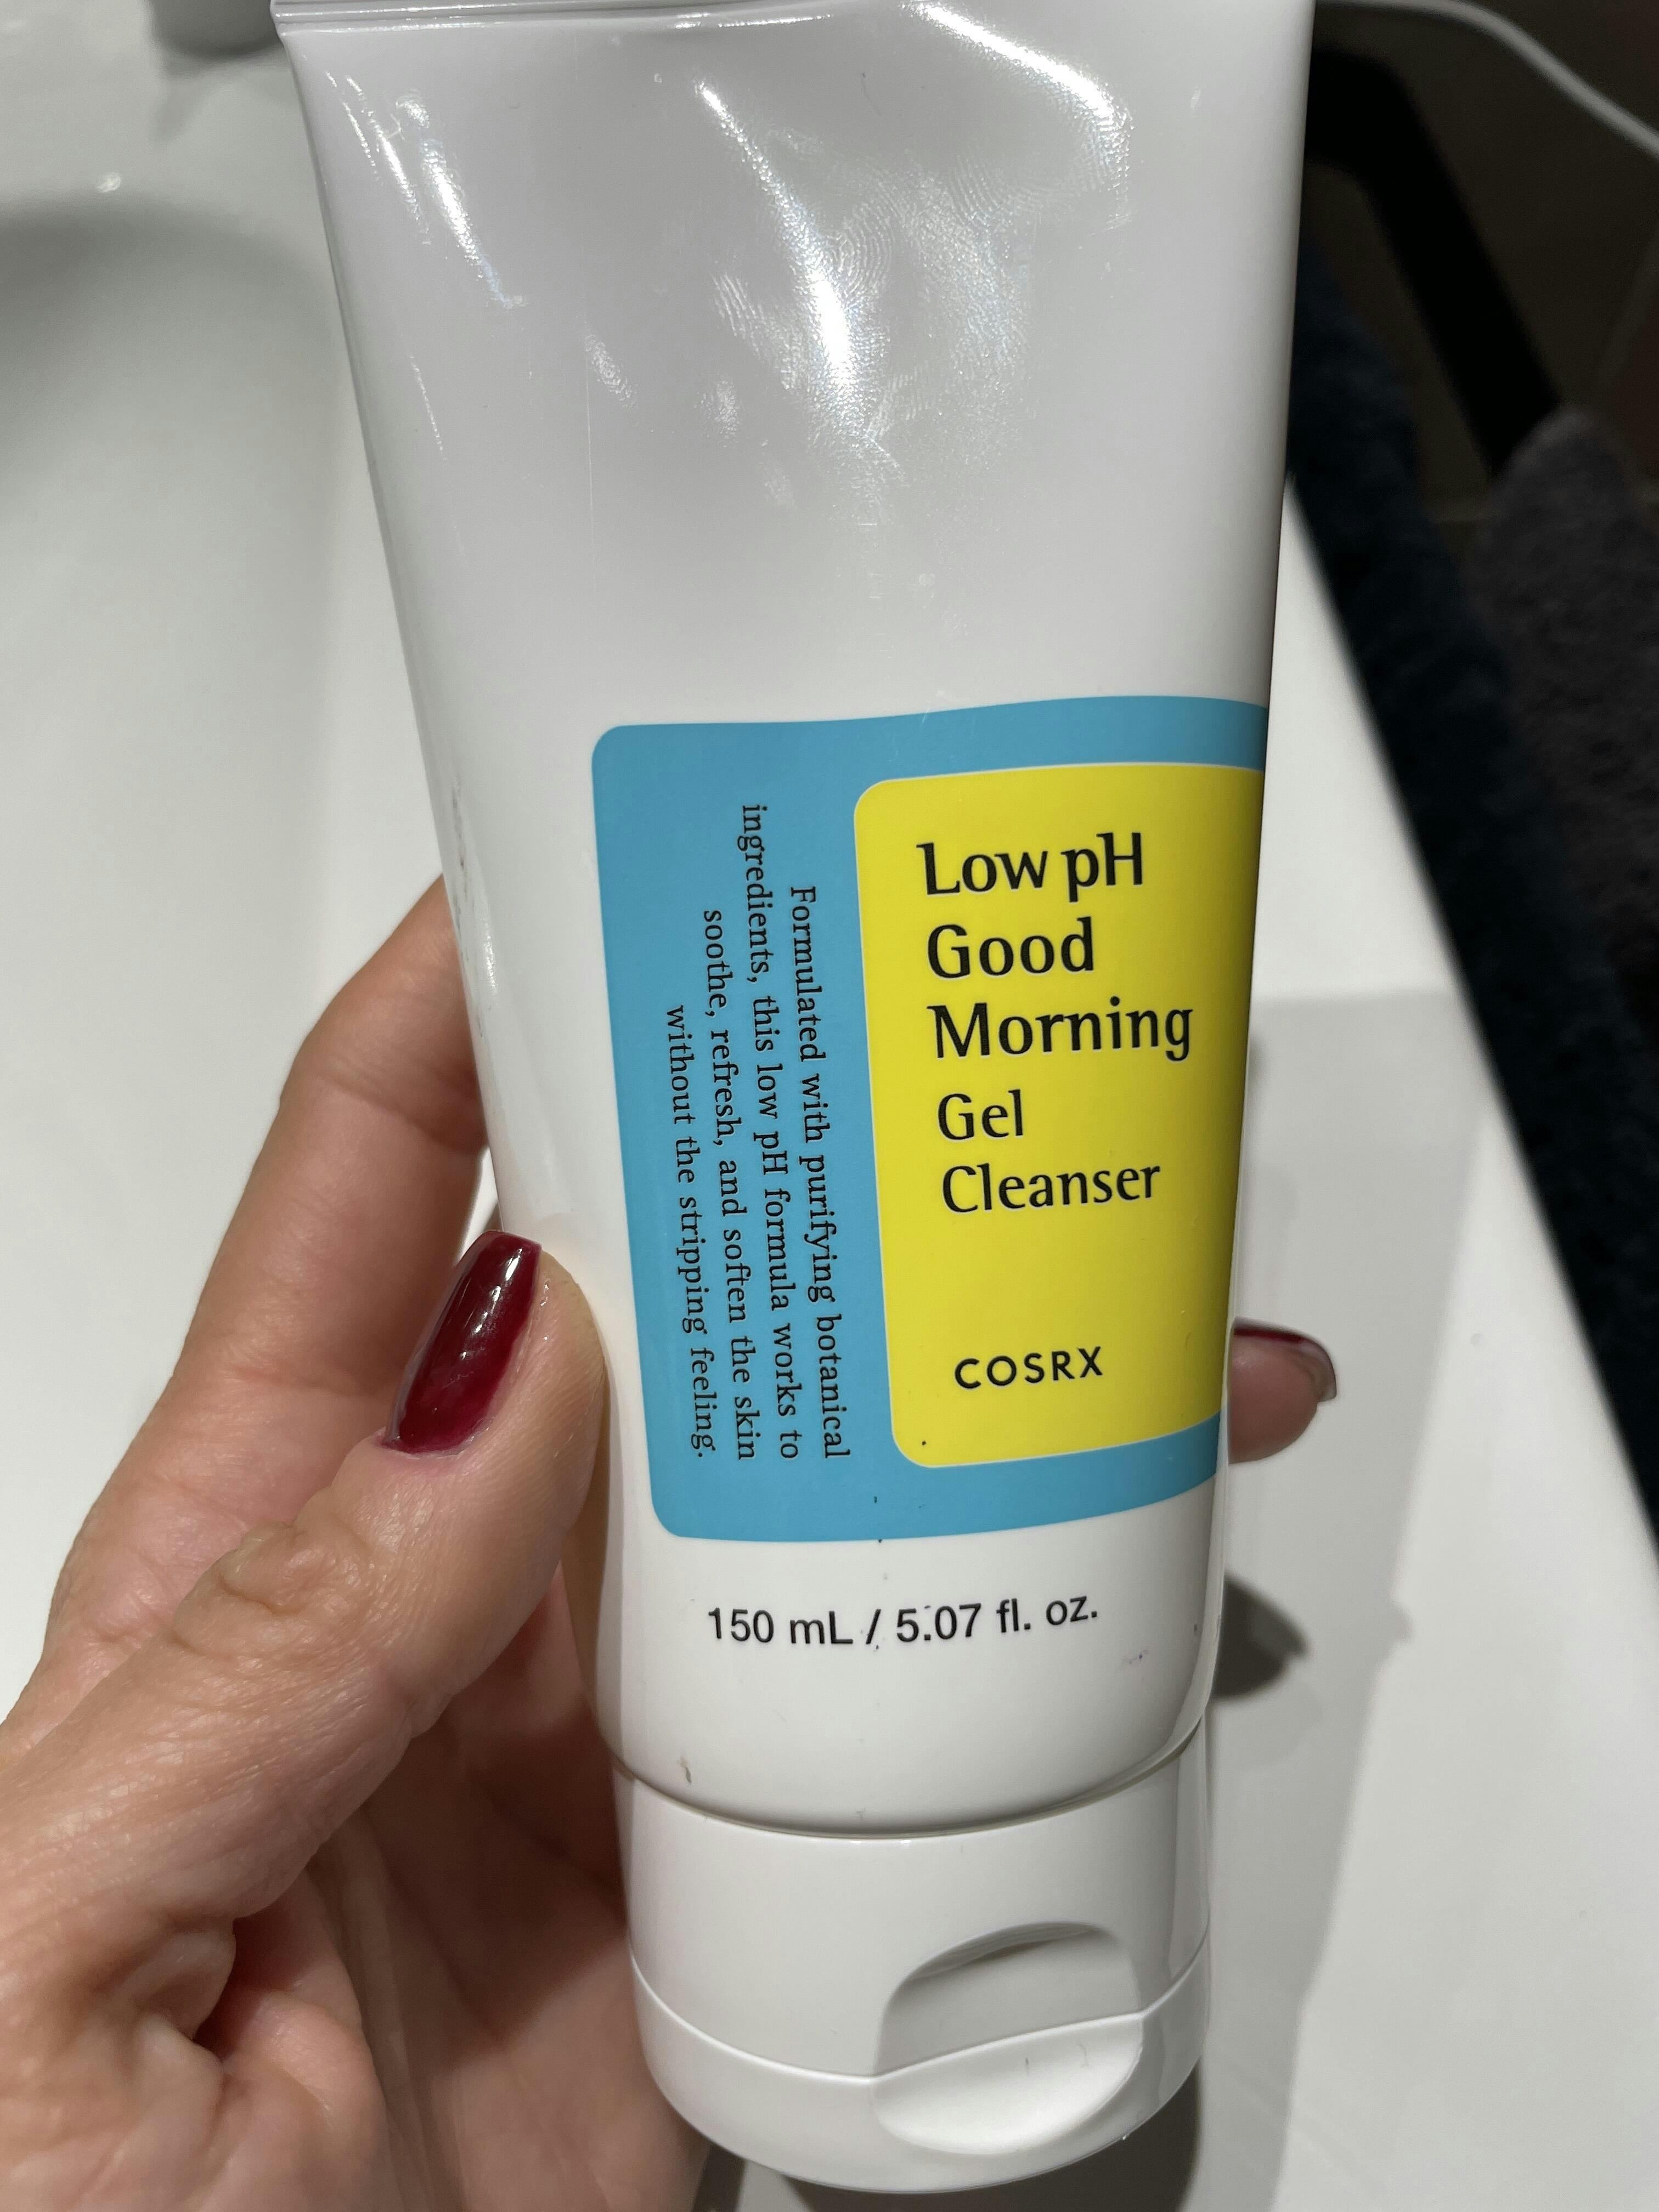 Low pH
Good
Morning
Gel
Cleanser
COSRX
Formulated with purifying botanical
ingredients, this low pH formula works to
soothe, refresh, and soften the skin
without the stripping feeling.
150 mL / 5.07 fl. oz.